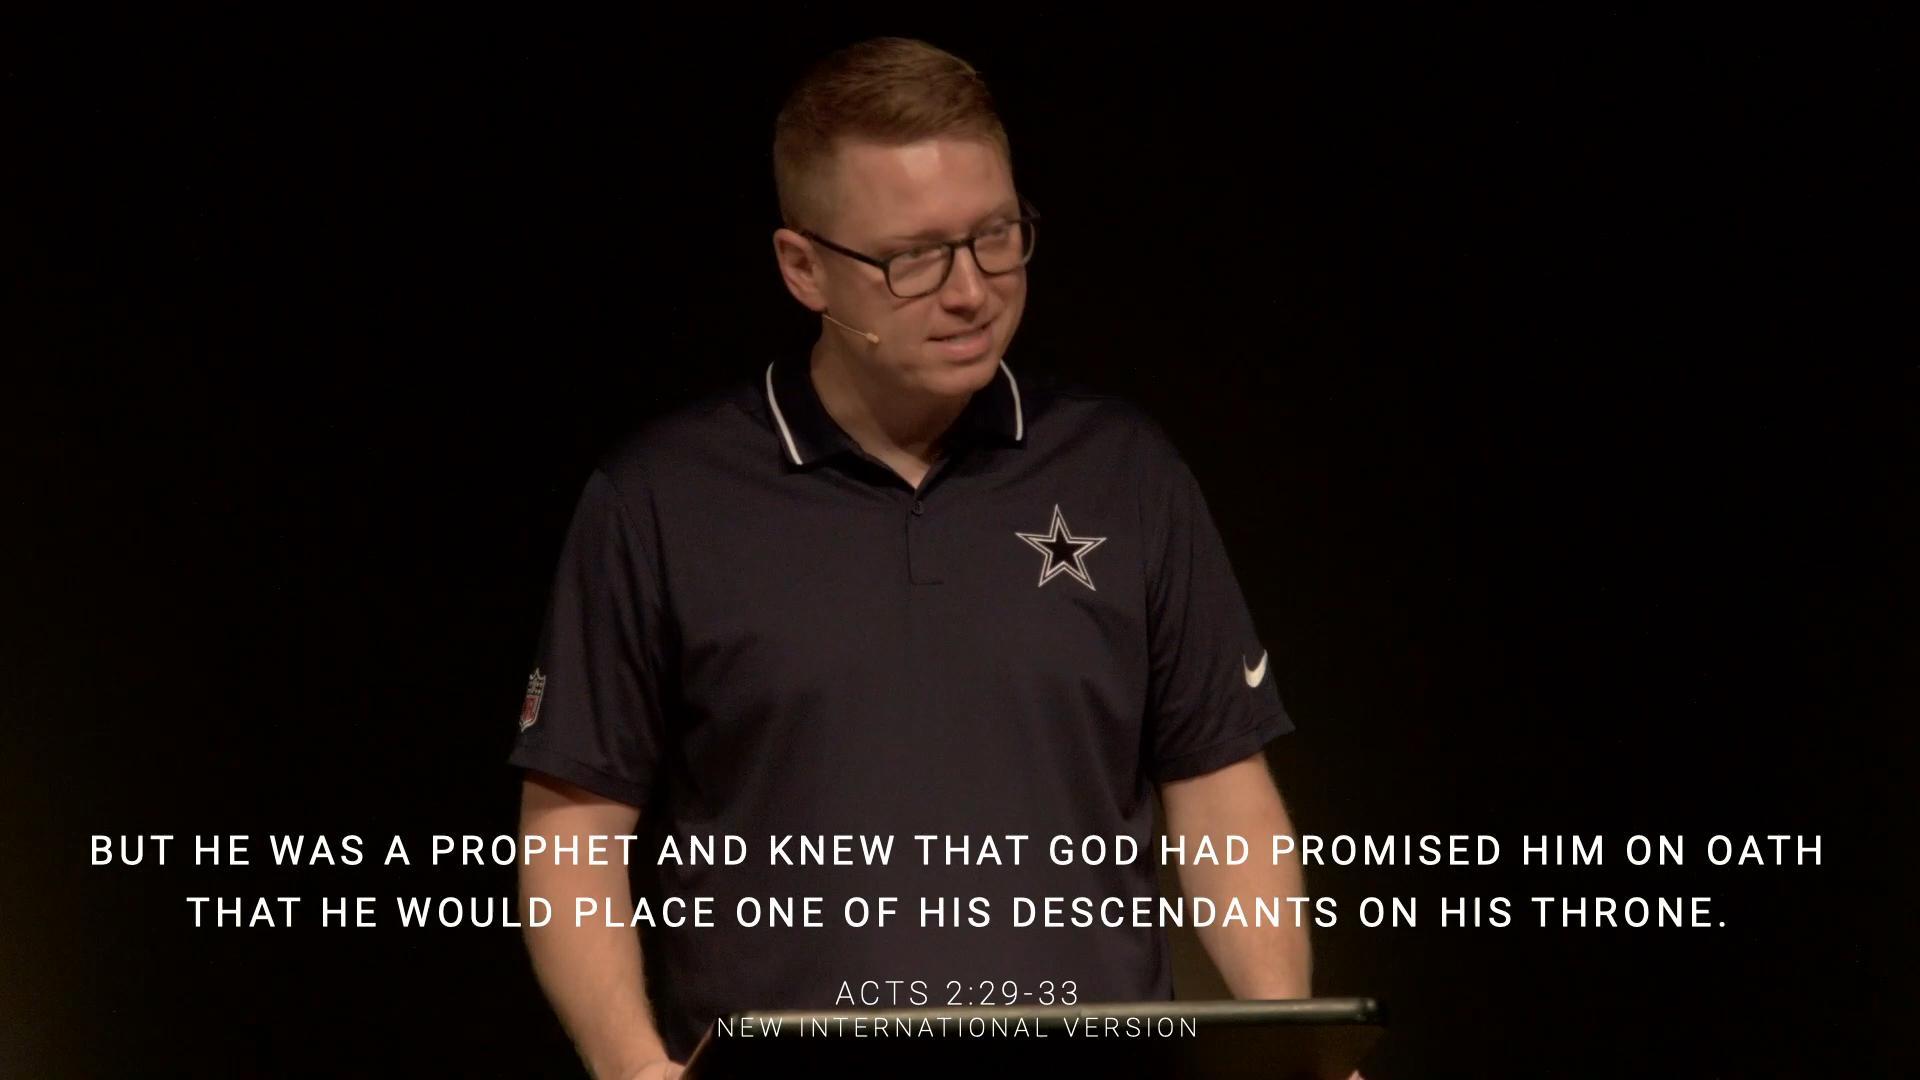 BUT HE WAS A PROPHET AND KNEW THAT GOD HAD PROMISED HIM ON OATH
THAT HE WOULD PLACE ONE OF HIS DESCENDANTS ON HIS THRONE.
ACTS 2:29-33
NEW INTERNATIONAL VERSION